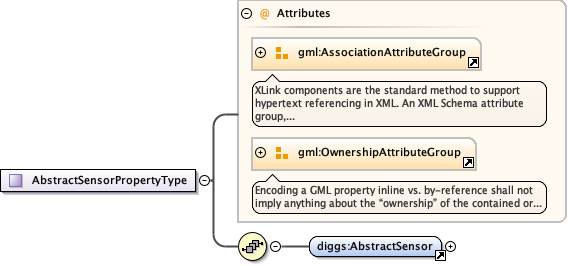 @ Attributes
gml:AssociationAttributeGroup
XLink components are the standard method to support
hypertext referencing in XML. An XML Schema attribute
group,...
gml:OwnershipAttributeGroup
Encoding a GML property inline vs. by-reference shall not
imply anything about the “ownership” of the contained or...
AbstractSensorPropertyType
diggs:AbstractSensor